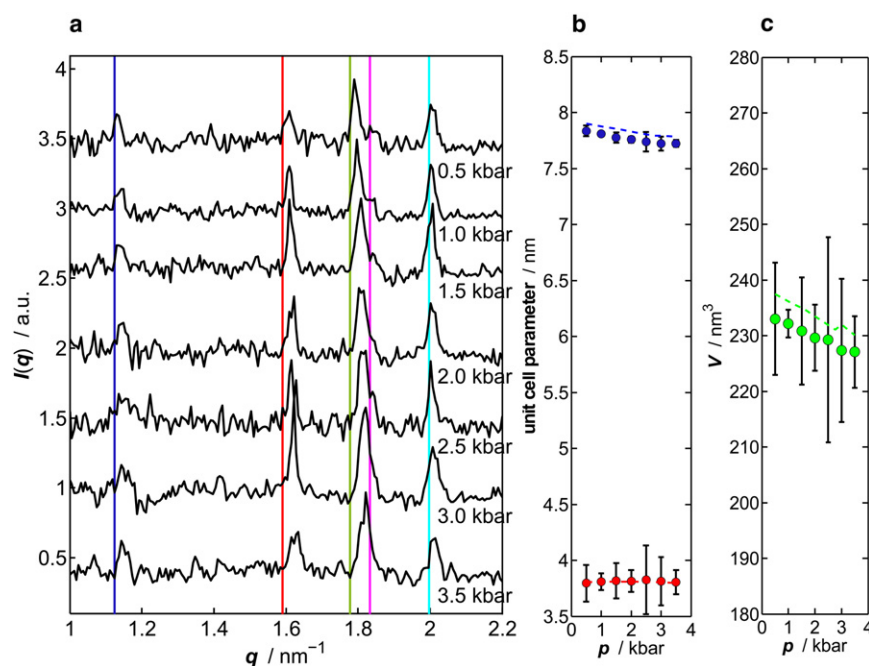 a
I(q) / a.u.
4
3.5
3
2.5
2
1.5
1
0.5
0.5 kbar
1.0 kbar
1.5 kbar
2.0 kbar
2.5 kbar
3.0 kbar
3.5 kbar
1
1.2
1.4
1.6
1.8
2
2.2
q / nm⁻¹
b
unit cell parameter / nm
8.5
8
7.5
7
6.5
6
5.5
5
4.5
4
3.5
0 1 2 3 4
p / kbar
c
V / nm³
280
270
260
250
240
230
220
210
200
190
180
0 1 2 3 4
p / kbar